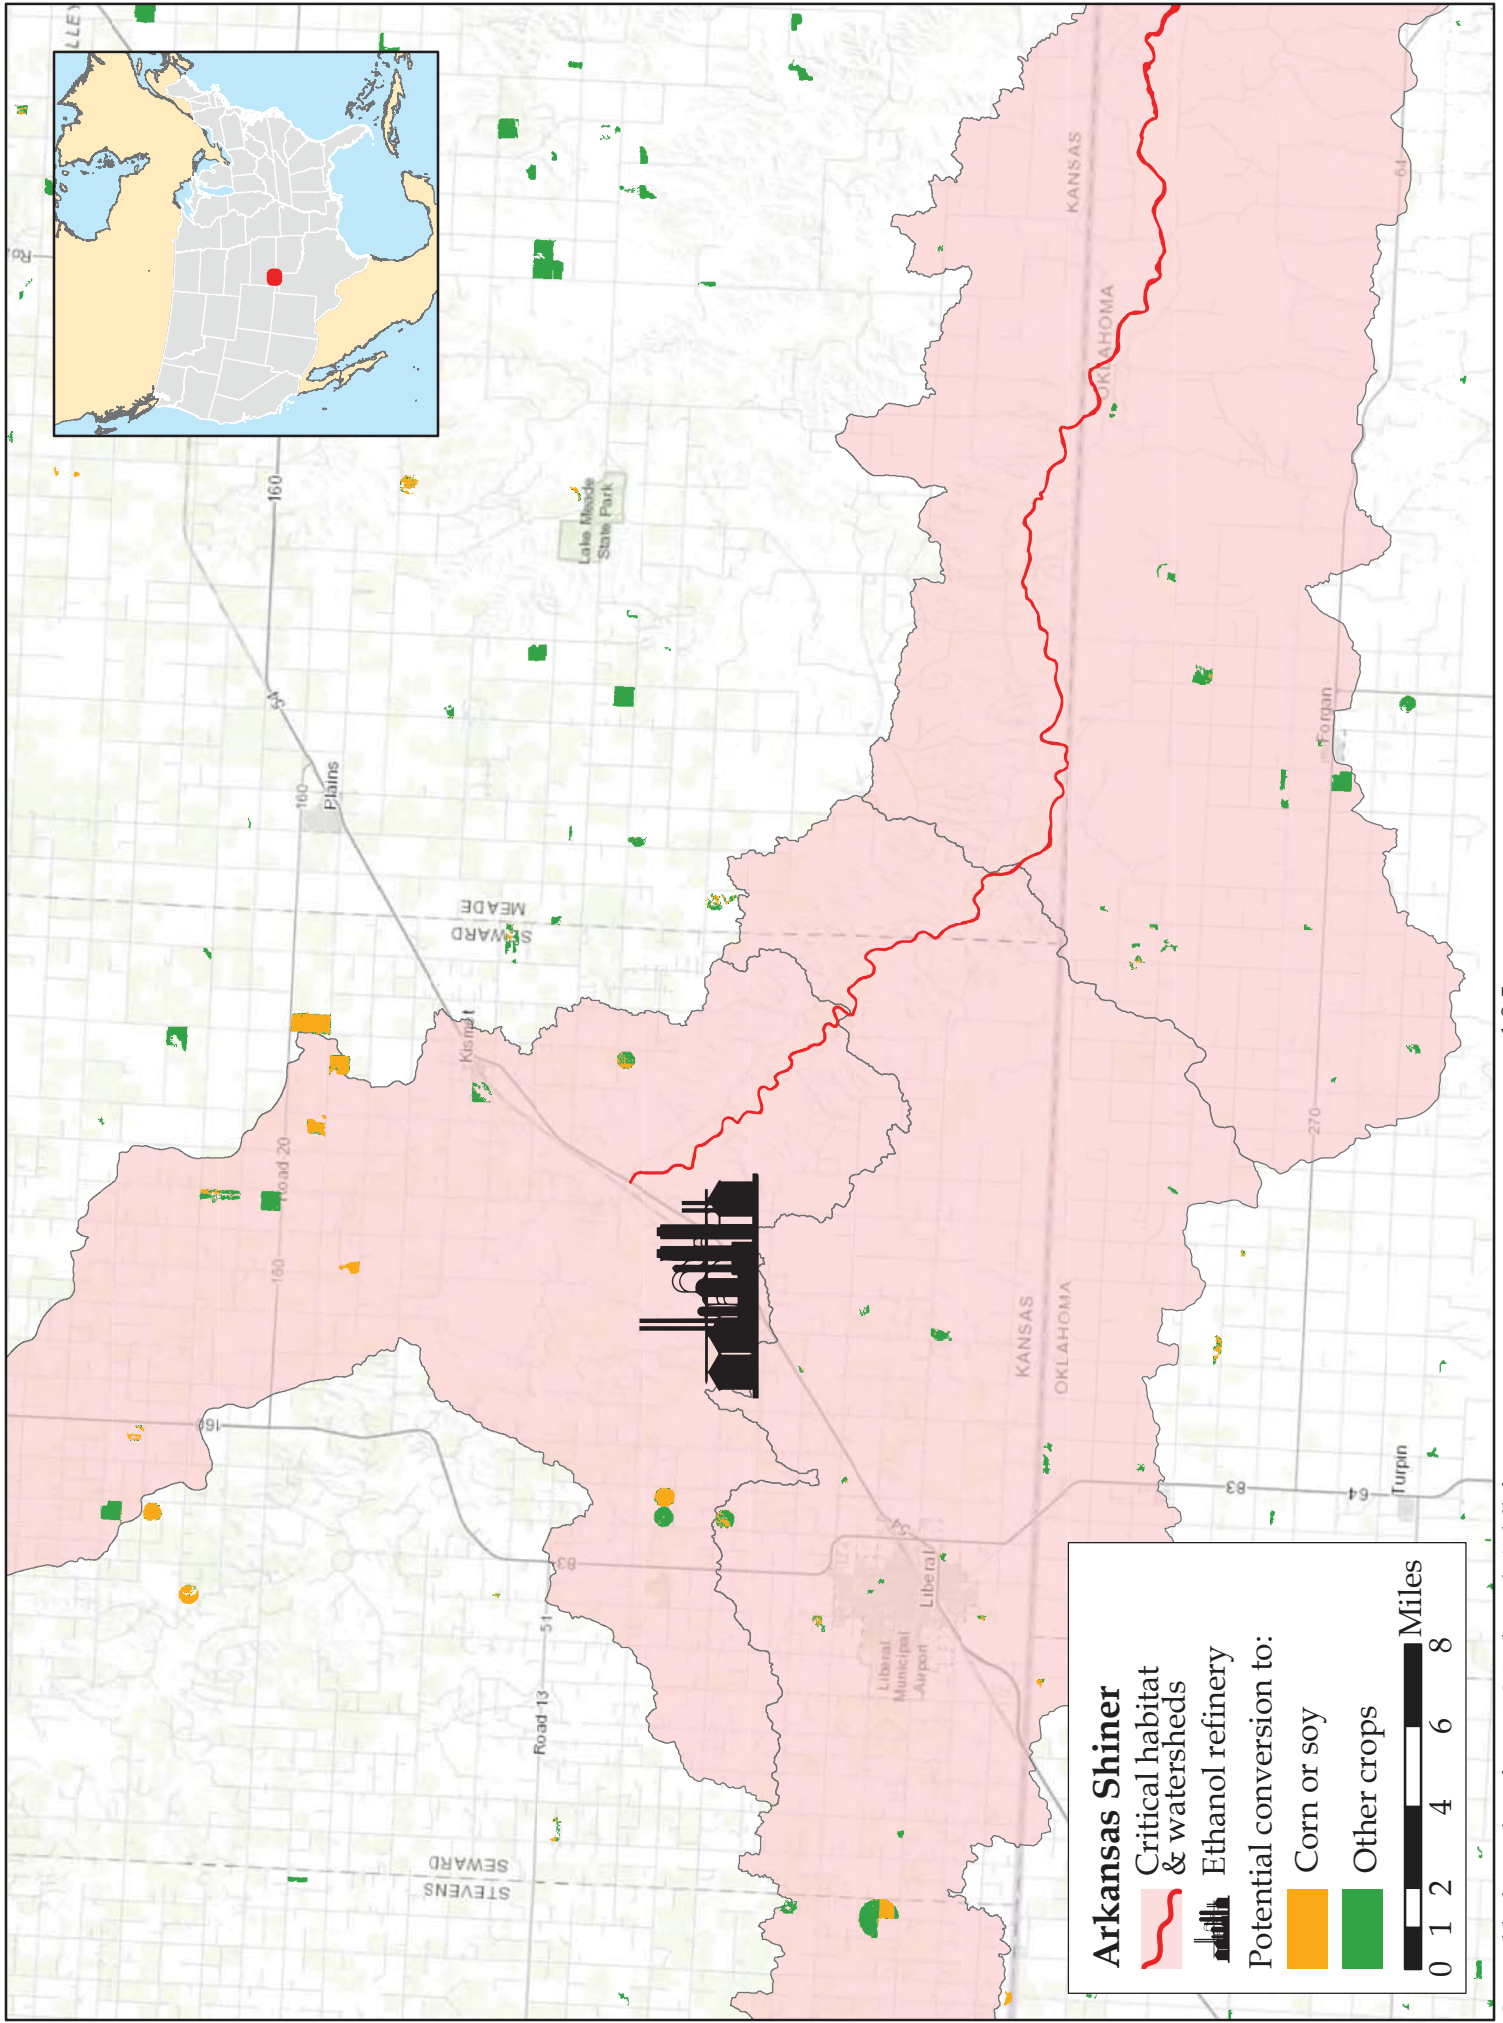 Arkansas Shiner
Critical habitat
& watersheds
Ethanol refinery
Potential conversion to:
Corn or soy
Other crops
0 1 2 4 6 8 Miles
STEVENS
SEWARD
Road 13
51
83
160
160
Road 20
Kismet
SEWARD
MEADE
160
Plains
54
160
Lake Meade
State Park
Liberal
Municipal
Airport
Liberal
54
KANSAS
OKLAHOMA
KANSAS
OKLAHOMA
83
64
Turpin
270
Forgan
64